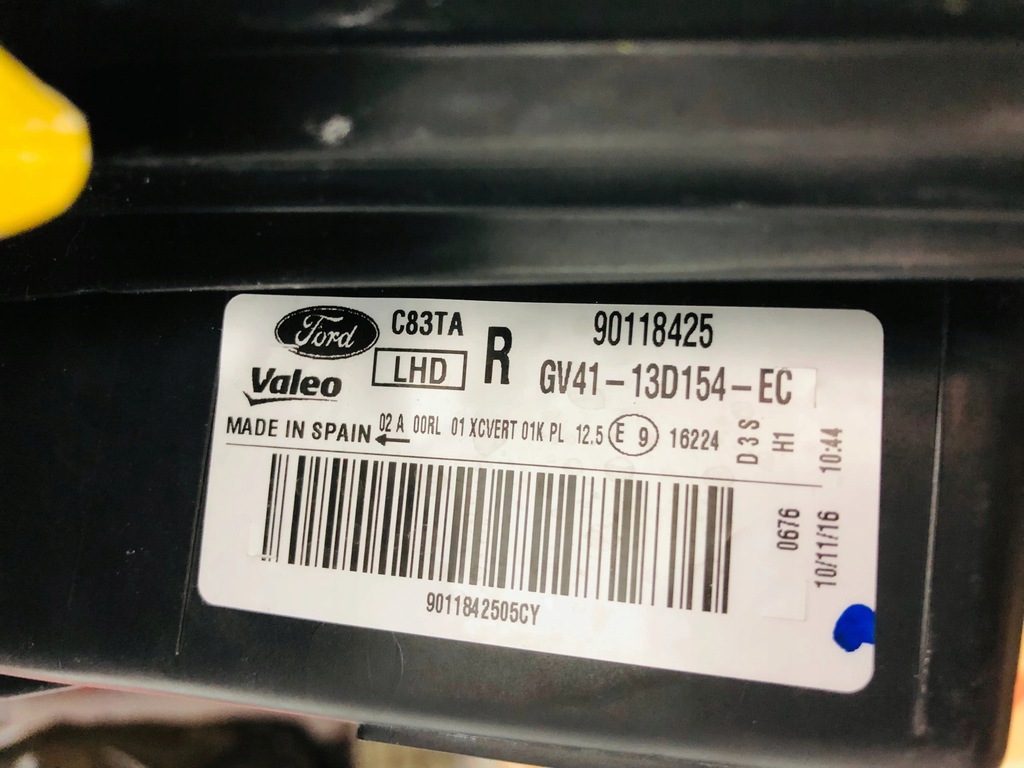 Ford C83TA
Valeo LHD R
90118425
GV41-13D154-EC
MADE IN SPAIN 02 A 00RL 01 XCVERT 01K PL 12.5 E 9 16224
D3S
H1
10:44
0676
10/11/16
9011842505CY